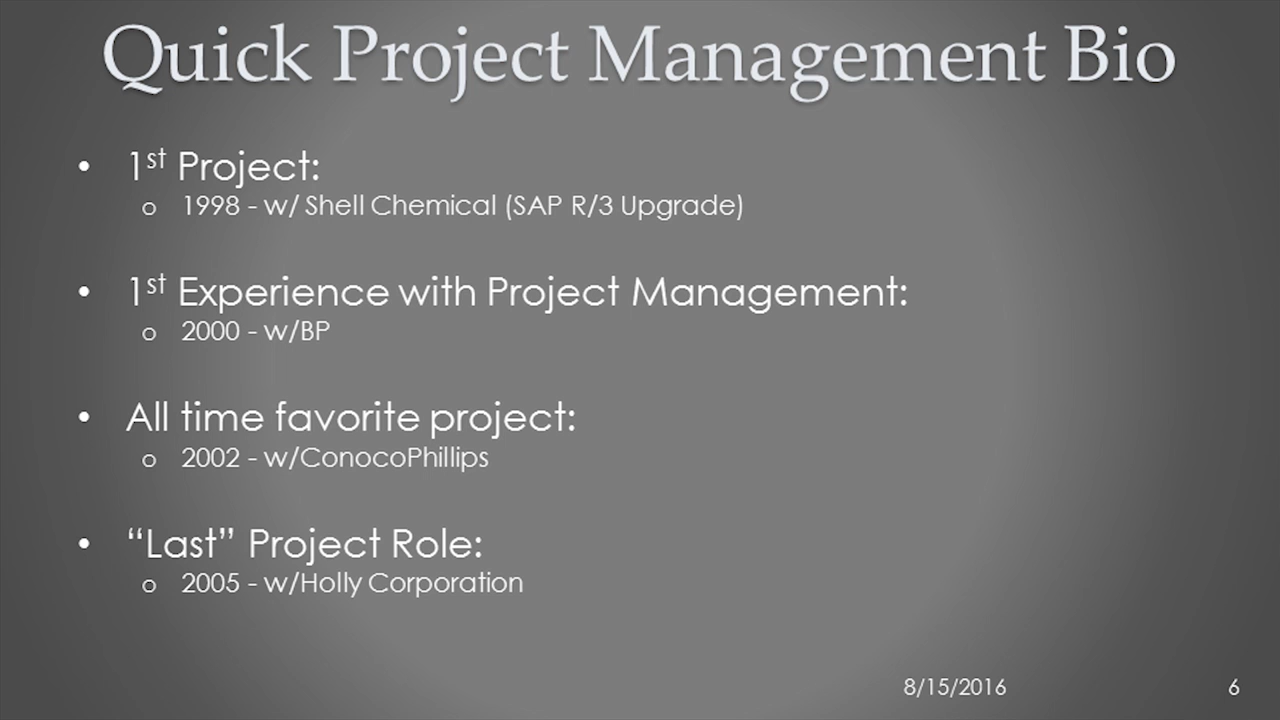 Quick Project Management Bio
• 1st Project:
o 1998 - w/ Shell Chemical (SAP R/3 Upgrade)
• 1st Experience with Project Management:
o 2000 - w/BP
• All time favorite project:
o 2002 - w/ConocoPhillips
• “Last” Project Role:
o 2005 - w/Holly Corporation
8/15/2016 6